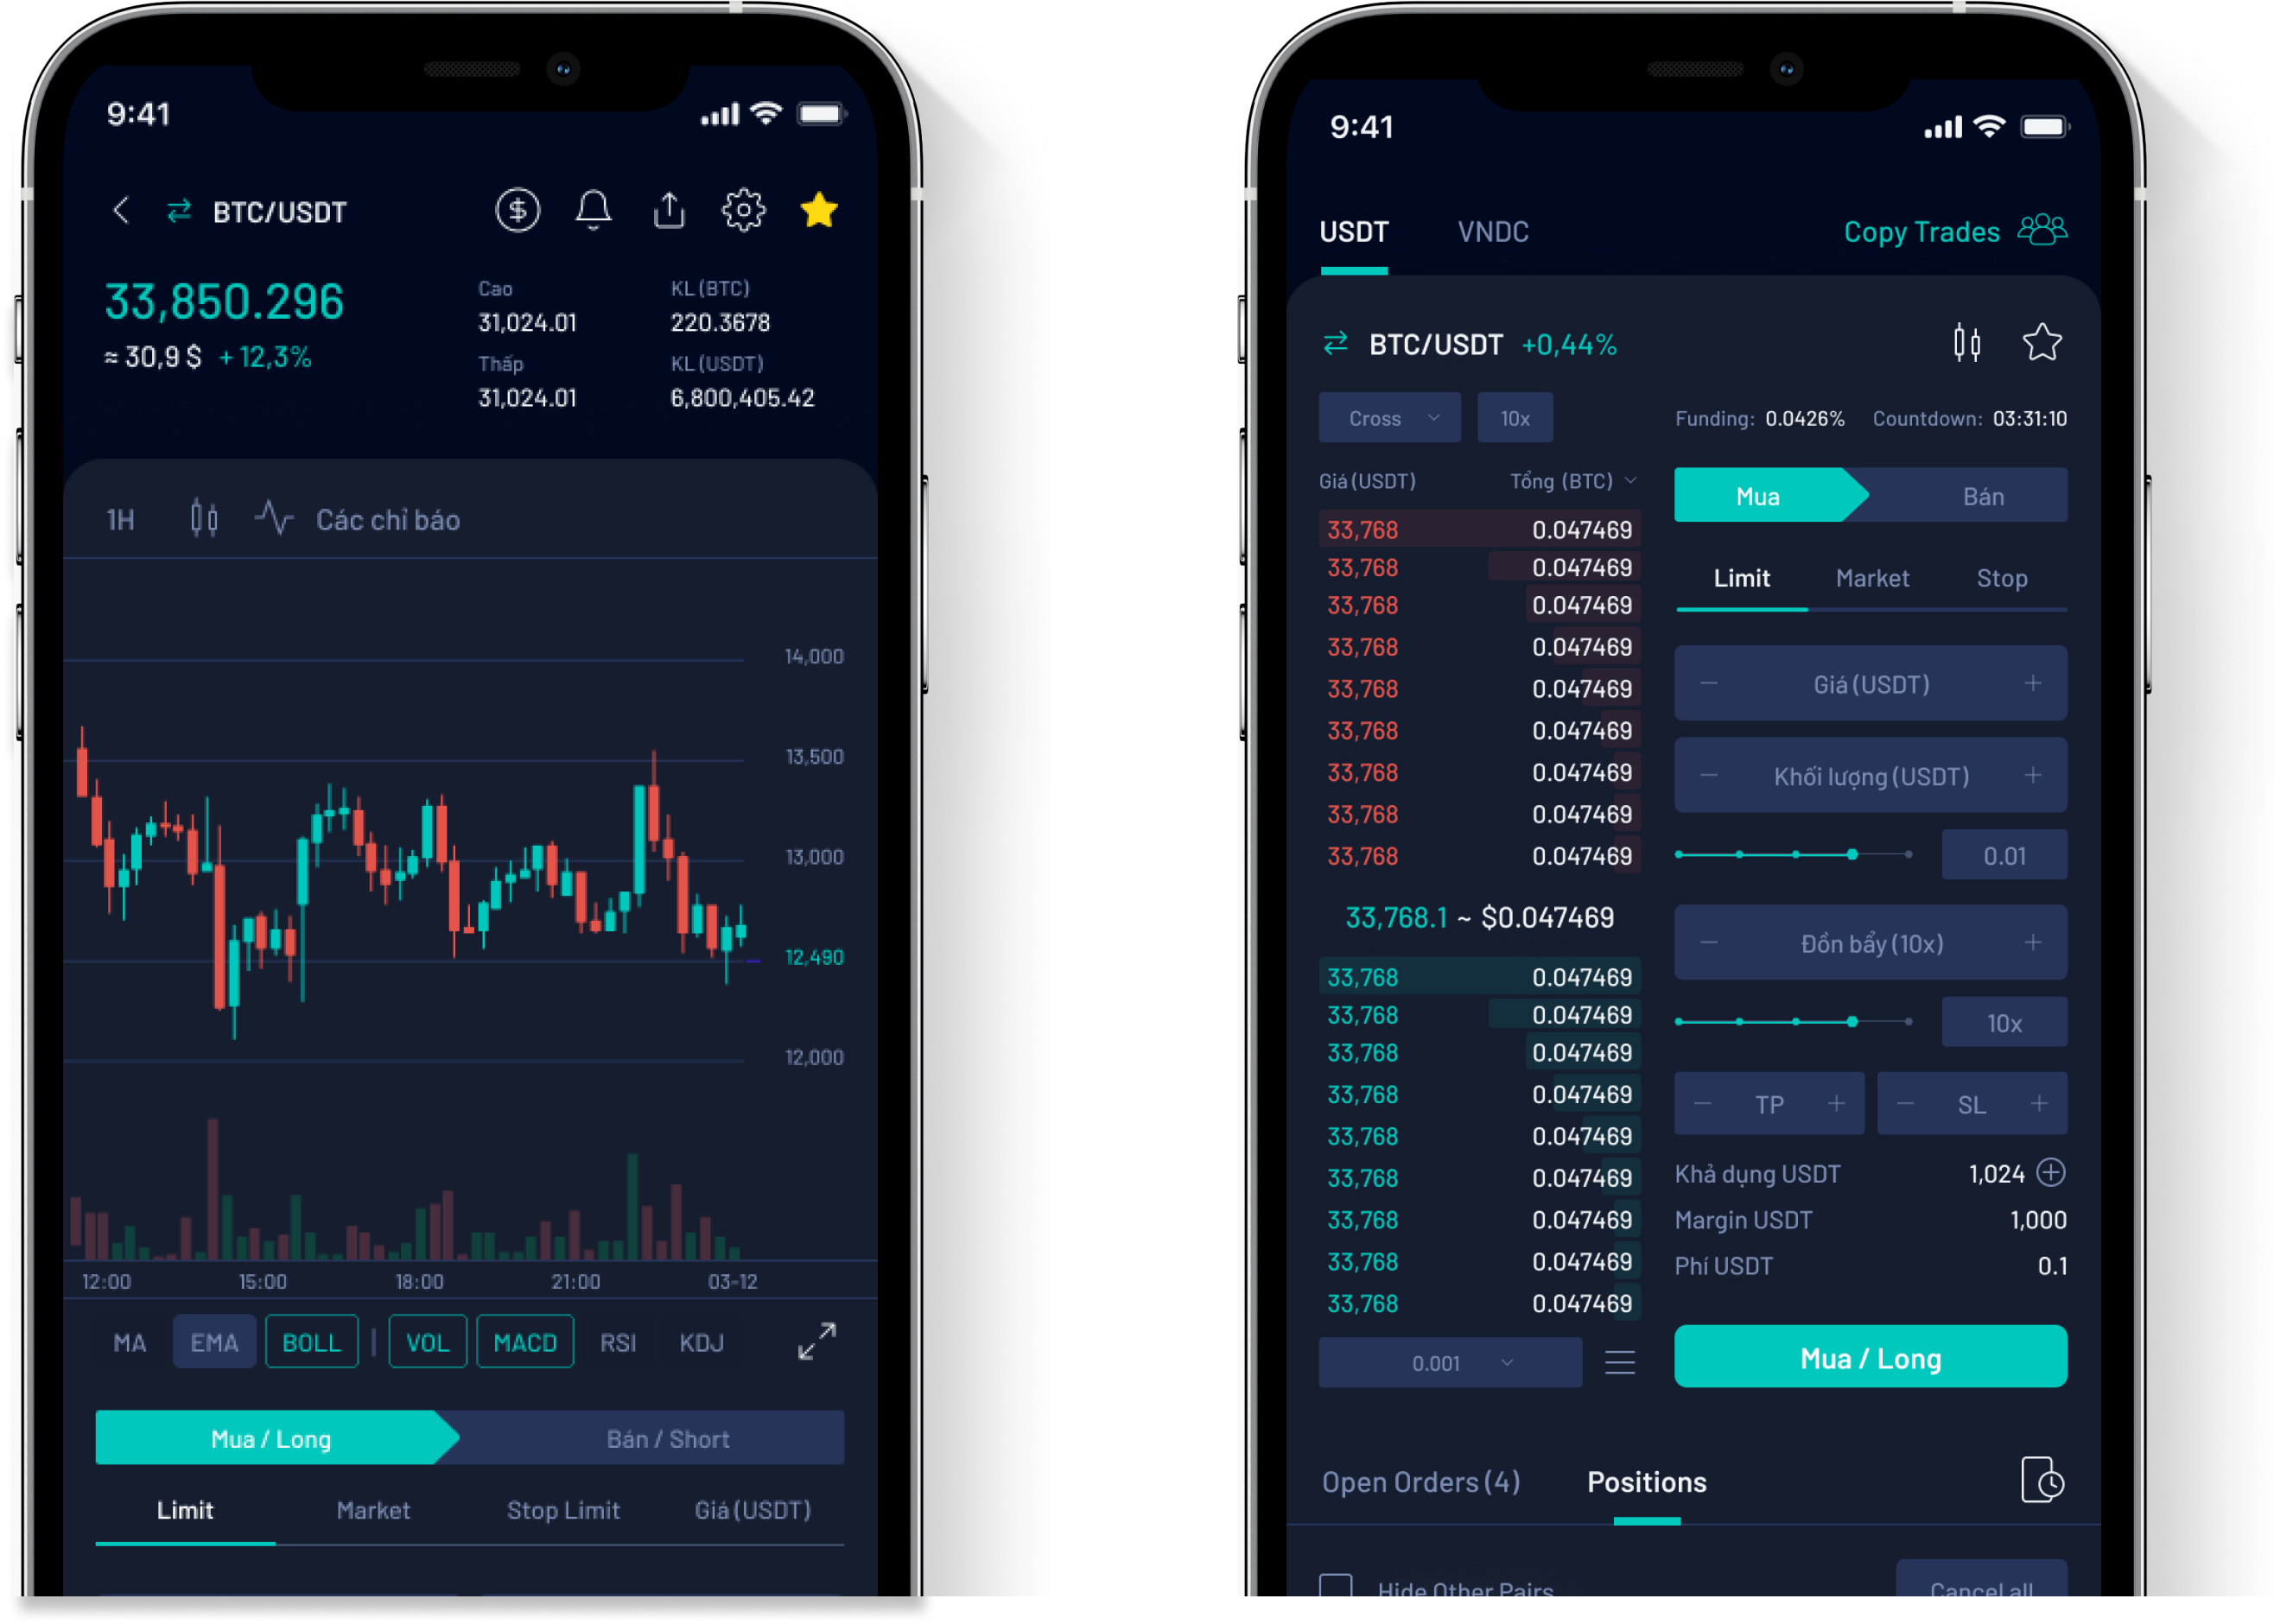 9:41
BTC/USDT
33,850.296
≈ 30,9 $ + 12,3%
Cao
31,024.01
Thấp
31,024.01
KL(BTC)
220.3678
KL(USDT)
6,800,405.42
1H Các chỉ báo
14,000
13,500
13,000
12,490
12,000
12:00 15:00 18:00 21:00 03-12
MA EMA BOLL | VOL MACD RSI KDJ
Mua / Long Bán / Short
Limit Market Stop Limit Giá(USDT)
9:41
USDT VNDC Copy Trades
BTC/USDT +0,44%
Cross 10x Funding: 0.0426% Countdown: 03:31:10
Giá(USDT) Tổng (BTC)
33,768 0.047469
33,768 0.047469
33,768 0.047469
33,768 0.047469
33,768 0.047469
33,768 0.047469
33,768 0.047469
33,768 0.047469
33,768 0.047469
33,768.1 ~ $0.047469
33,768 0.047469
33,768 0.047469
33,768 0.047469
33,768 0.047469
33,768 0.047469
33,768 0.047469
33,768 0.047469
33,768 0.047469
33,768 0.047469
0.001
Mua Bán
Limit Market Stop
− Giá(USDT) +
− Khối lượng(USDT) +
0.01
− Đồn bẩy(10x) +
10x
− TP + − SL +
Khả dụng USDT 1,024
Margin USDT 1,000
Phí USDT 0.1
Mua / Long
Open Orders(4) Positions
Hide Other Pairs Cancel all